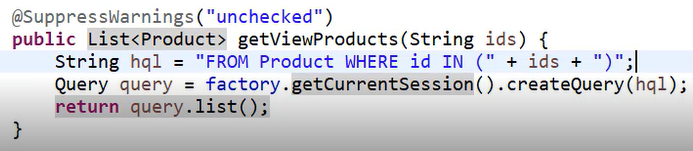 @SuppressWarnings("unchecked")
public List<Product> getViewProducts(String ids) {
String hql = "FROM Product WHERE id IN (" + ids + ")";
Query query = factory.getCurrentSession().createQuery(hql);
return query.list();
}